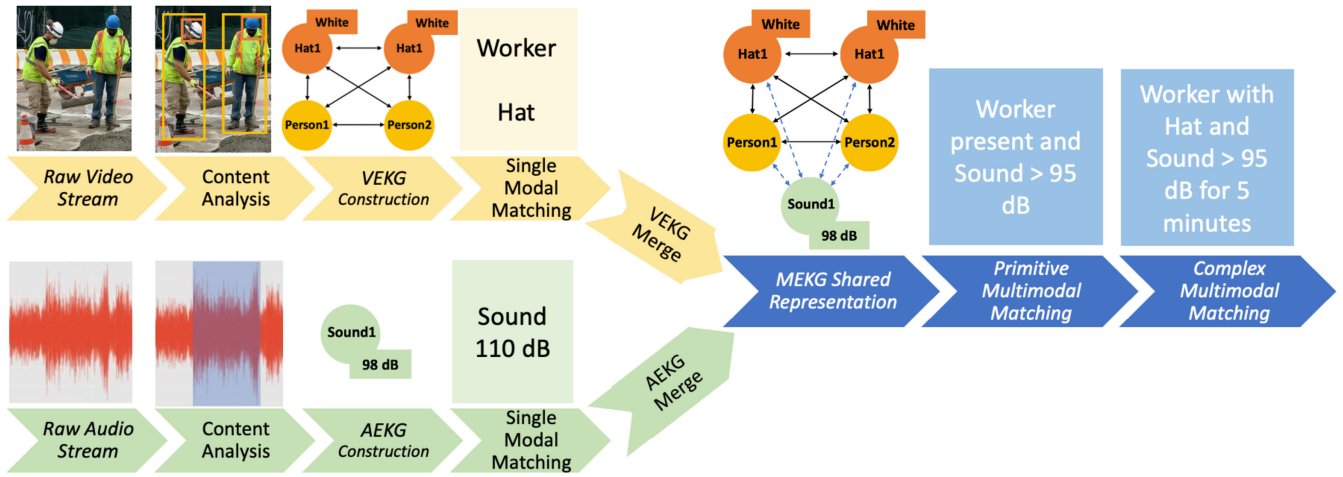 White
White
Hat1
Hat1
Person1
Person2
Worker
Hat
Raw Video
Stream
Content
Analysis
VEKG
Construction
Single
Modal
Matching
VEKG
Merge
White
White
Hat1
Hat1
Person1
Person2
Sound1
98 dB
Worker
present and
Sound > 95
dB
Worker with
Hat and
Sound > 95
dB for 5
minutes
MEKG Shared
Representation
Primitive
Multimodal
Matching
Complex
Multimodal
Matching
Sound1
98 dB
Sound
110 dB
Raw Audio
Stream
Content
Analysis
AEKG
Construction
Single
Modal
Matching
AEKG
Merge